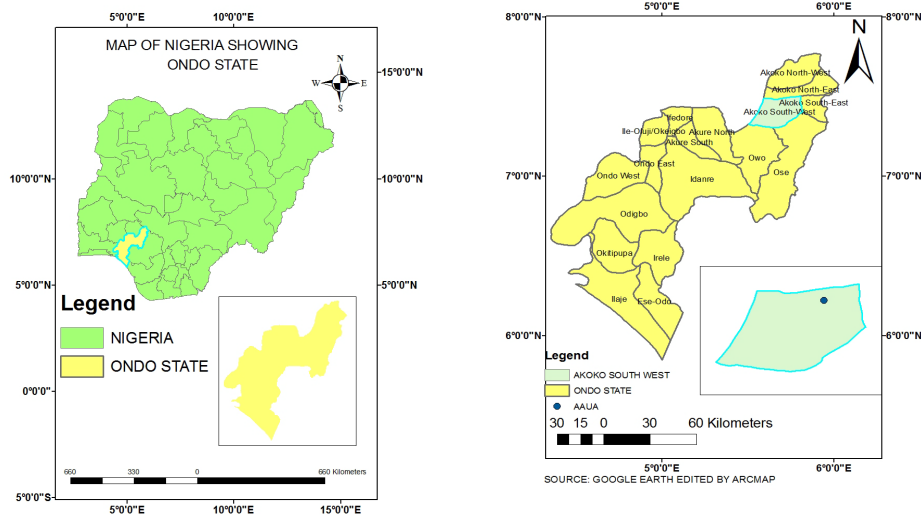 5°0'0"E 10°0'0"E
MAP OF NIGERIA SHOWING
ONDO STATE
N
W E
S
15°0'0"N
10°0'0"N 10°0'0"N
5°0'0"N 5°0'0"N
Legend
NIGERIA
ONDO STATE
0°0'0" 0°0'0"
660 330 0 660 Kilometers
5°0'0"S 5°0'0"S
5°0'0"E 10°0'0"E 15°0'0"E
5°0'0"E 6°0'0"E
8°0'0"N 8°0'0"N
N
Akoko North-West
Akoko North-East
Akoko South-East
Akoko South-West
Ifedore
Ile-Oluji/Okeigbo Akure North
Akure South
Owo
Ondo East
Ondo West Idanre Ose
7°0'0"N 7°0'0"N
Odigbo
Okitipupa Irele
Ilaje Ese-Odo
6°0'0"N 6°0'0"N
Legend
AKOKO SOUTH WEST
ONDO STATE
AAUA
30 15 0 30 60 Kilometers
5°0'0"E 6°0'0"E
SOURCE: GOOGLE EARTH EDITED BY ARCMAP